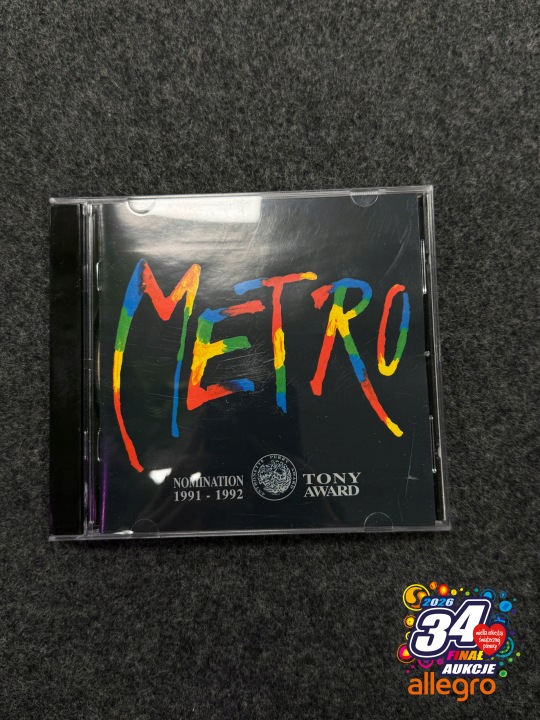 METRO
NOMINATION
1991 - 1992
TONY
AWARD
2026
34
FINAŁ
AUKCJE
allegro